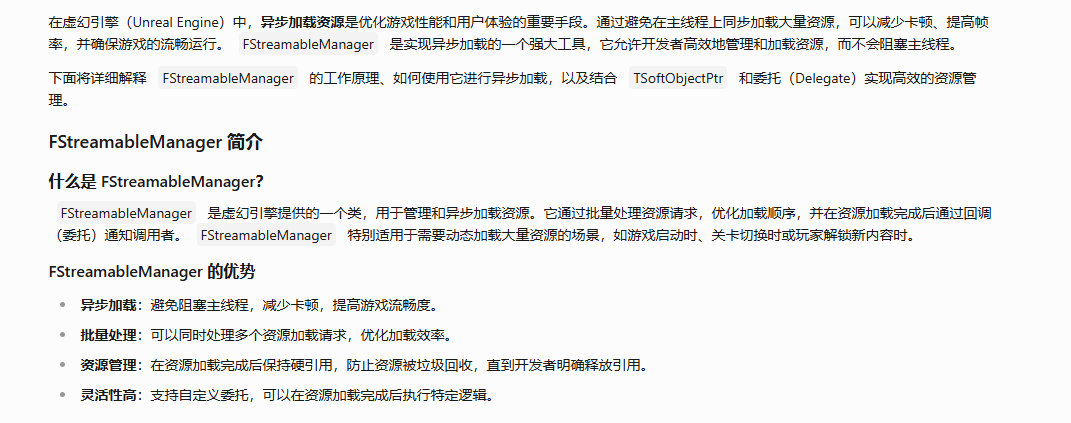 在虚幻引擎（Unreal Engine）中，异步加载资源是优化游戏性能和用户体验的重要手段。通过避免在主线程上同步加载大量资源，可以减少卡顿、提高帧
率，并确保游戏的流畅运行。 FStreamableManager 是实现异步加载的一个强大工具，它允许开发者高效地管理和加载资源，而不会阻塞主线程。
下面将详细解释 FStreamableManager 的工作原理、如何使用它进行异步加载，以及结合 TSoftObjectPtr 和委托（Delegate）实现高效的资源管
理。
FStreamableManager 简介
什么是 FStreamableManager？
FStreamableManager 是虚幻引擎提供的一个类，用于管理和异步加载资源。它通过批量处理资源请求，优化加载顺序，并在资源加载完成后通过回调
（委托）通知调用者。 FStreamableManager 特别适用于需要动态加载大量资源的场景，如游戏启动时、关卡切换时或玩家解锁新内容时。
FStreamableManager 的优势
• 异步加载：避免阻塞主线程，减少卡顿，提高游戏流畅度。
• 批量处理：可以同时处理多个资源加载请求，优化加载效率。
• 资源管理：在资源加载完成后保持硬引用，防止资源被垃圾回收，直到开发者明确释放引用。
• 灵活性高：支持自定义委托，可以在资源加载完成后执行特定逻辑。